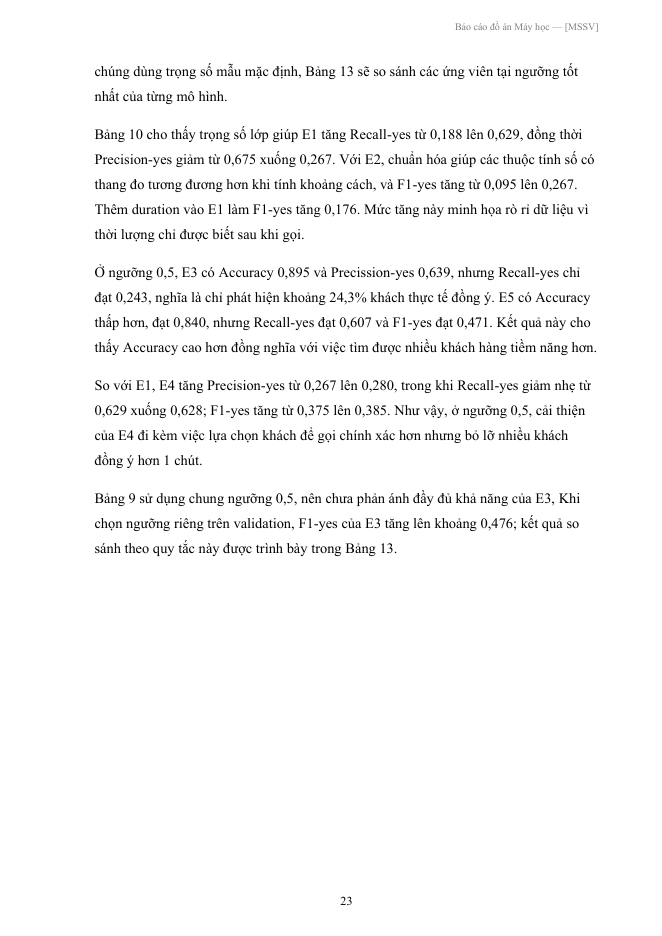 Báo cáo đồ án Máy học — [MSSV]
chúng dùng trọng số mẫu mặc định, Bảng 13 sẽ so sánh các ứng viên tại ngưỡng tốt
nhất của từng mô hình.
Bảng 10 cho thấy trọng số lớp giúp E1 tăng Recall-yes từ 0,188 lên 0,629, đồng thời
Precision-yes giảm từ 0,675 xuống 0,267. Với E2, chuẩn hóa giúp các thuộc tính số có
thang đo tương đương hơn khi tính khoảng cách, và F1-yes tăng từ 0,095 lên 0,267.
Thêm duration vào E1 làm F1-yes tăng 0,176. Mức tăng này minh họa rò rỉ dữ liệu vì
thời lượng chỉ được biết sau khi gọi.
Ở ngưỡng 0,5, E3 có Accuracy 0,895 và Precission-yes 0,639, nhưng Recall-yes chỉ
đạt 0,243, nghĩa là chỉ phát hiện khoảng 24,3% khách thực tế đồng ý. E5 có Accuracy
thấp hơn, đạt 0,840, nhưng Recall-yes đạt 0,607 và F1-yes đạt 0,471. Kết quả này cho
thấy Accuracy cao hơn đồng nghĩa với việc tìm được nhiều khách hàng tiềm năng hơn.
So với E1, E4 tăng Precision-yes từ 0,267 lên 0,280, trong khi Recall-yes giảm nhẹ từ
0,629 xuống 0,628; F1-yes tăng từ 0,375 lên 0,385. Như vậy, ở ngưỡng 0,5, cải thiện
của E4 đi kèm việc lựa chọn khách để gọi chính xác hơn nhưng bỏ lỡ nhiều khách
đồng ý hơn 1 chút.
Bảng 9 sử dụng chung ngưỡng 0,5, nên chưa phản ánh đầy đủ khả năng của E3, Khi
chọn ngưỡng riêng trên validation, F1-yes của E3 tăng lên khoảng 0,476; kết quả so
sánh theo quy tắc này được trình bày trong Bảng 13.
23